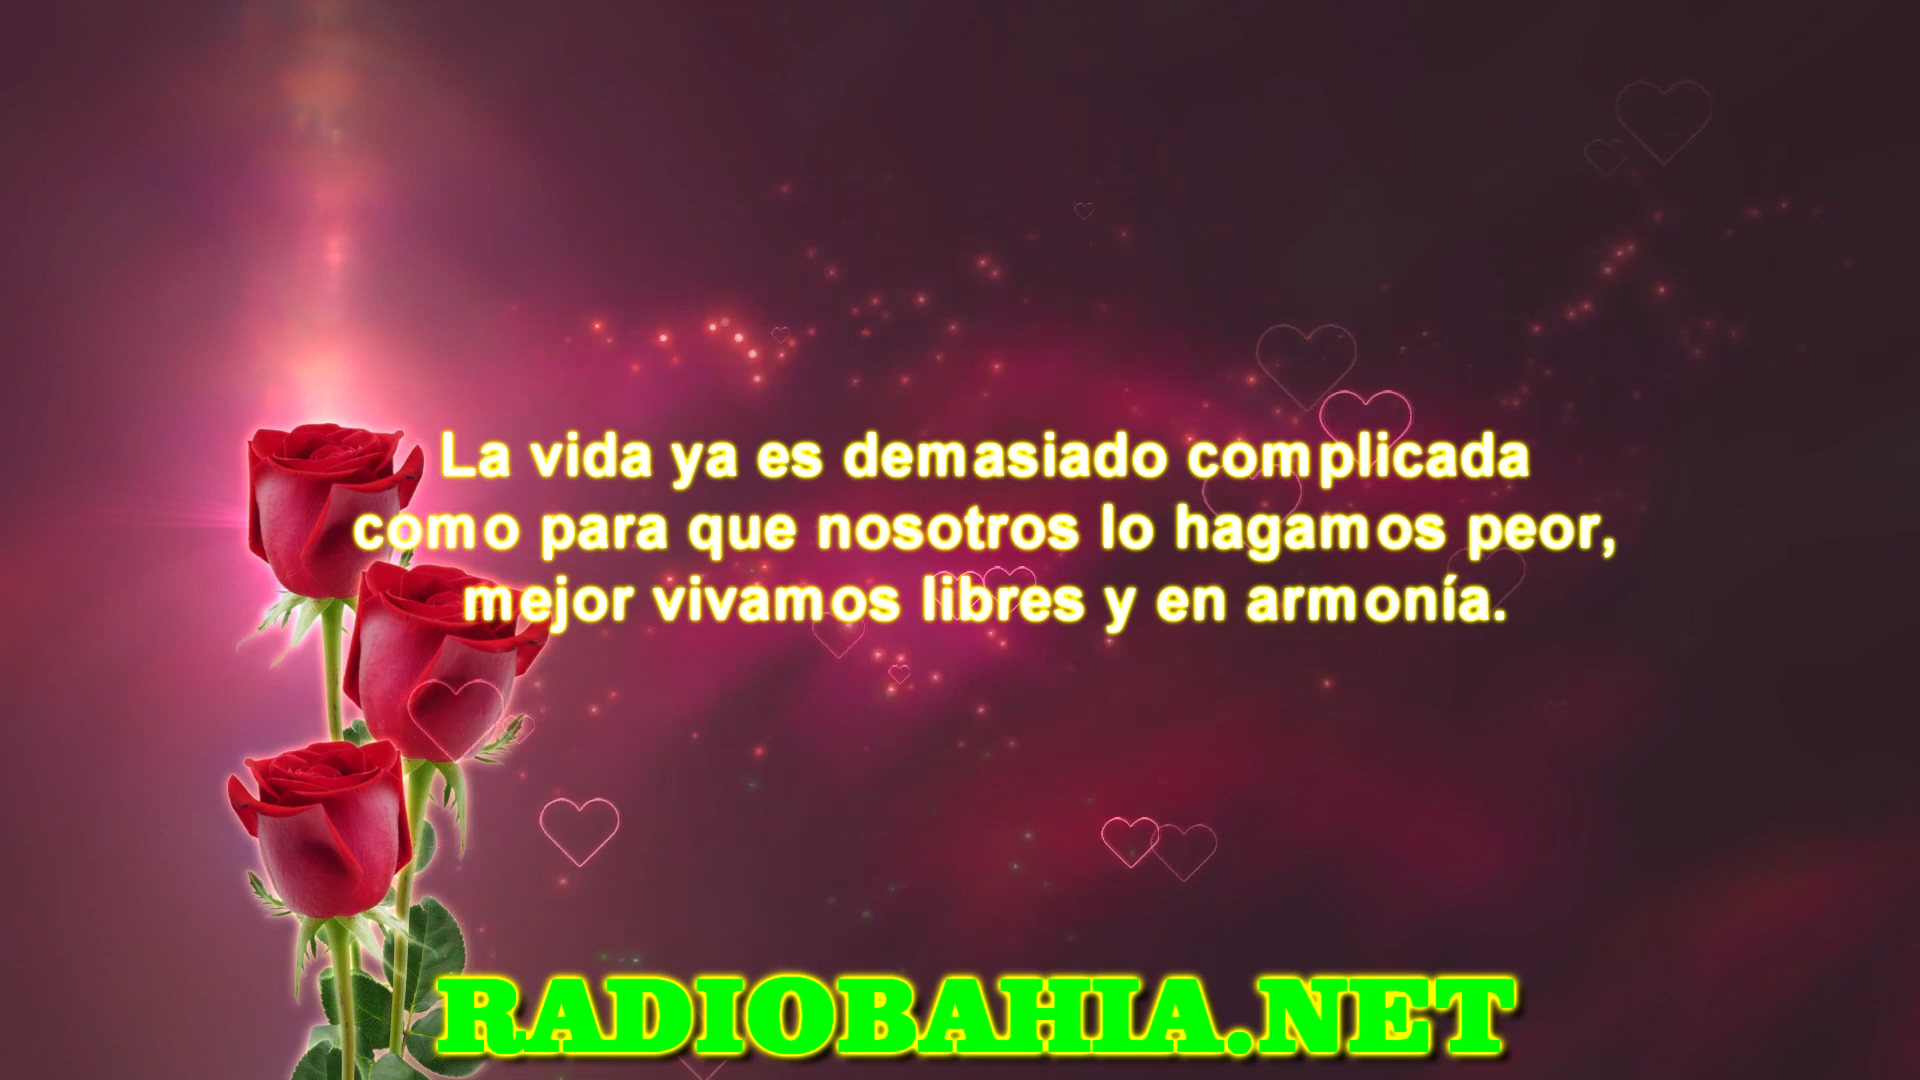 La vida ya es demasiado complicada
como para que nosotros lo hagamos peor,
mejor vivamos libres y en armonía.
RADIOBAHIA.NET